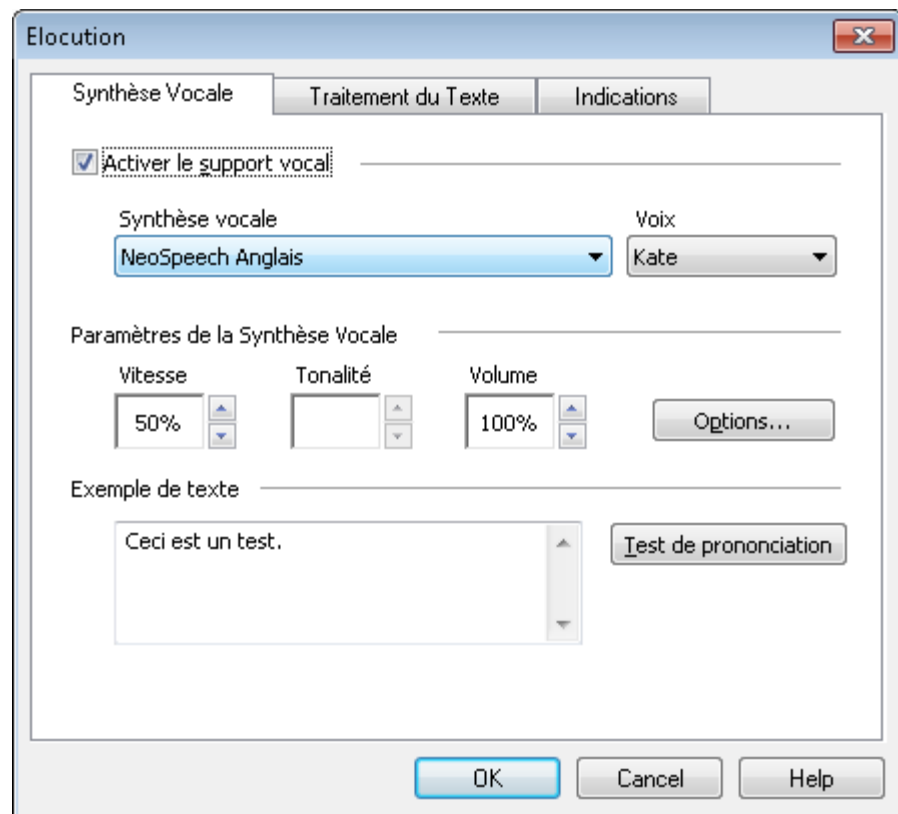 Elocution
Synthèse Vocale Traitement du Texte Indications
Activer le support vocal
Synthèse vocale Voix
NeoSpeech Anglais Kate
Paramètres de la Synthèse Vocale
Vitesse Tonalité Volume
50% 100% Options...
Exemple de texte
Ceci est un test. Test de prononciation
OK Cancel Help